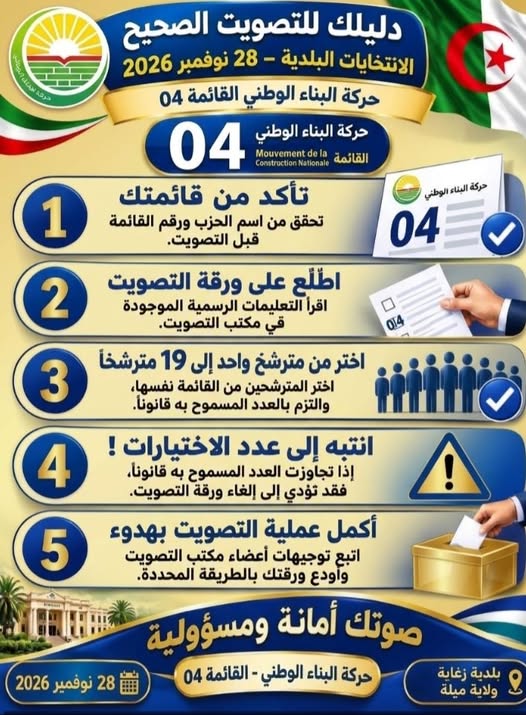 دليلك للتصويت الصحيح
الانتخابات البلدية – 28 نوفمبر 2026
حركة البناء الوطني القائمة 04
حركة البناء الوطني
04
Mouvement de la
Construction Nationale
القائمة
1
تأكد من قائمتك
تحقق من اسم الحزب ورقم القائمة
قبل التصويت.
حركة البناء الوطني
04
2
اطّلع على ورقة التصويت
اقرأ التعليمات الرسمية الموجودة
في مكتب التصويت.
04
3
اختر من مترشح واحد إلى 19 مترشحاً
اختر المترشحين من القائمة نفسها،
والتزم بالعدد المسموح به قانوناً.
4
انتبه إلى عدد الاختيارات !
إذا تجاوزت العدد المسموح به قانوناً،
فقد تؤدي إلى إلغاء ورقة التصويت.
5
أكمل عملية التصويت بهدوء
اتبع توجيهات أعضاء مكتب التصويت
وأودع ورقتك بالطريقة المحددة.
صوتك أمانة ومسؤولية
بلدية زغاية
ولاية ميلة
حركة البناء الوطني - القائمة 04
28 نوفمبر 2026